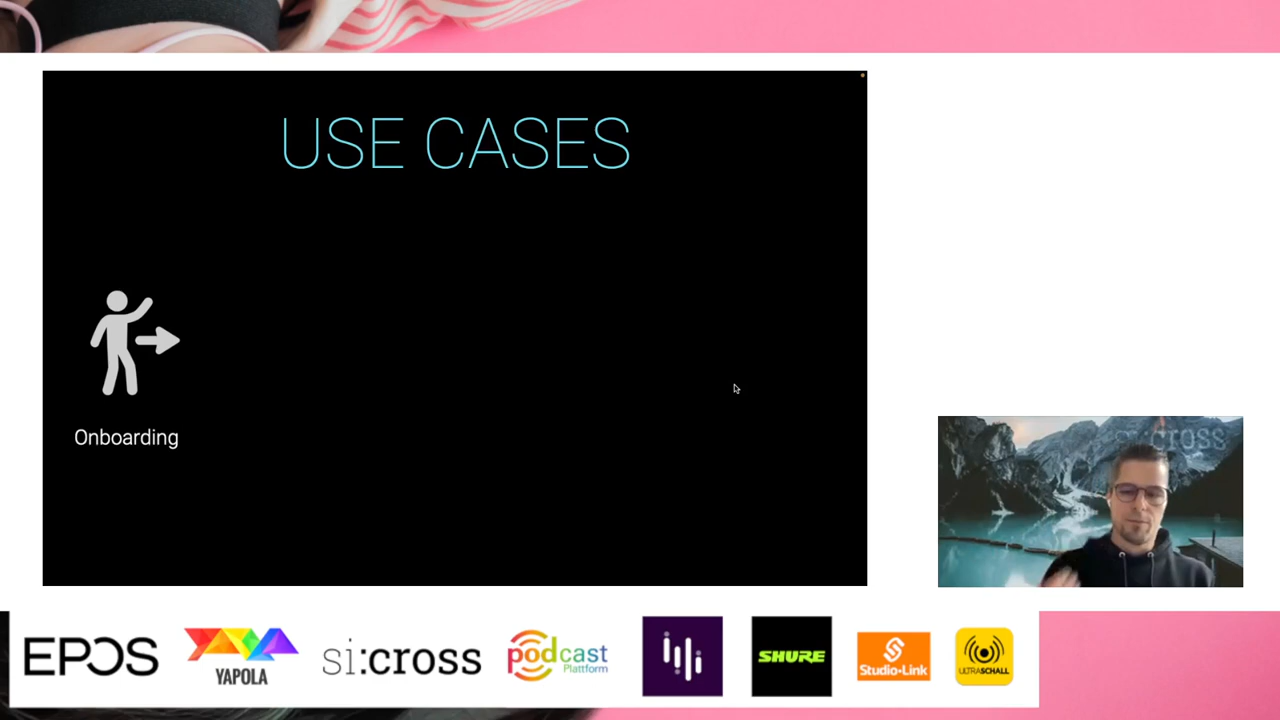 USE CASES
Onboarding
si:cross
EPOS
YAPOLA
si:cross
podcast
Plattform
SHURE
Studio-Link
ULTRASCHALL